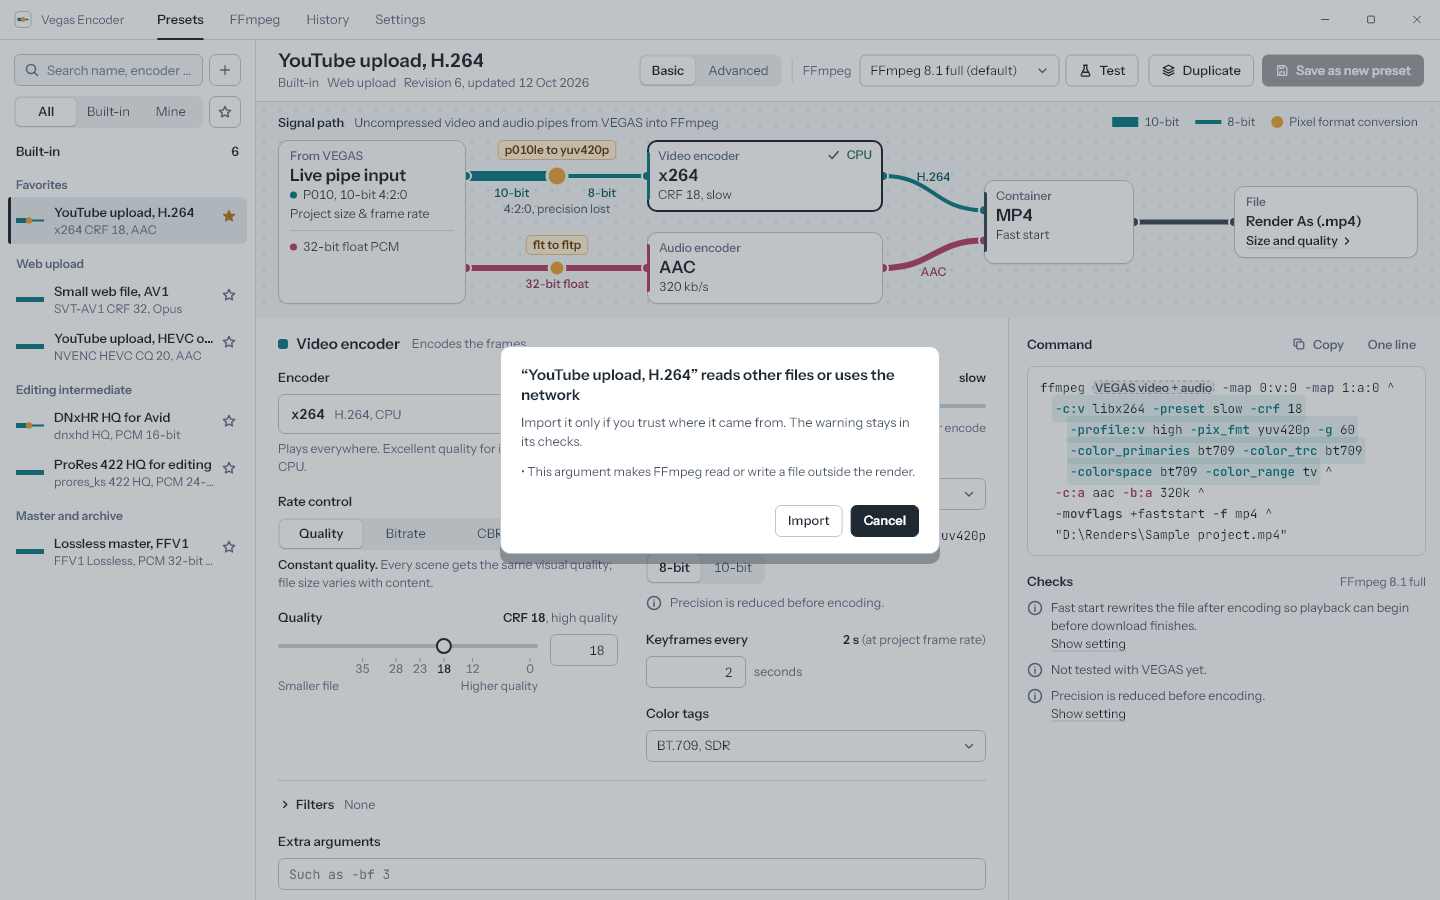 Vegas Encoder
Presets
FFmpeg
History
Settings
Search name, encoder ...
All
Built-in
Mine
Built-in
6
Favorites
YouTube upload, H.264
x264 CRF 18, AAC
Web upload
Small web file, AV1
SVT-AV1 CRF 32, Opus
YouTube upload, HEVC o...
NVENC HEVC CQ 20, AAC
Editing intermediate
DNxHR HQ for Avid
dnxhd HQ, PCM 16-bit
ProRes 422 HQ for editing
prores_ks 422 HQ, PCM 24-...
Master and archive
Lossless master, FFV1
FFV1 Lossless, PCM 32-bit ...
YouTube upload, H.264
Built-in Web upload Revision 6, updated 12 Oct 2026
Basic
Advanced
FFmpeg
FFmpeg 8.1 full (default)
Test
Duplicate
Save as new preset
Signal path Uncompressed video and audio pipes from VEGAS into FFmpeg
10-bit
8-bit
Pixel format conversion
From VEGAS
Live pipe input
P010, 10-bit 4:2:0
Project size & frame rate
32-bit float PCM
p010le to yuv420p
10-bit
8-bit
4:2:0, precision lost
flt to fltp
32-bit float
Video encoder
CPU
x264
CRF 18, slow
Audio encoder
AAC
320 kb/s
H.264
AAC
Container
MP4
Fast start
File
Render As (.mp4)
Size and quality
Video encoder Encodes the frames
Encoder
x264 H.264, CPU
Plays everywhere. Excellent quality for i
CPU.
slow
r encode
Rate control
Quality
Bitrate
CBR
Constant quality. Every scene gets the same visual quality;
file size varies with content.
Quality
CRF 18, high quality
18
35 28 23 18 12 0
Smaller file
Higher quality
uv420p
8-bit
10-bit
Precision is reduced before encoding.
Keyframes every
2 s (at project frame rate)
2
seconds
Color tags
BT.709, SDR
Filters None
Extra arguments
Such as -bf 3
“YouTube upload, H.264” reads other files or uses the
network
Import it only if you trust where it came from. The warning stays in
its checks.
• This argument makes FFmpeg read or write a file outside the render.
Import
Cancel
Command
Copy
One line
ffmpeg VEGAS video + audio -map 0:v:0 -map 1:a:0 ^
-c:v libx264 -preset slow -crf 18
-profile:v high -pix_fmt yuv420p -g 60
-color_primaries bt709 -color_trc bt709
-colorspace bt709 -color_range tv ^
-c:a aac -b:a 320k ^
-movflags +faststart -f mp4 ^
"D:\Renders\Sample project.mp4"
Checks
FFmpeg 8.1 full
Fast start rewrites the file after encoding so playback can begin
before download finishes.
Show setting
Not tested with VEGAS yet.
Precision is reduced before encoding.
Show setting